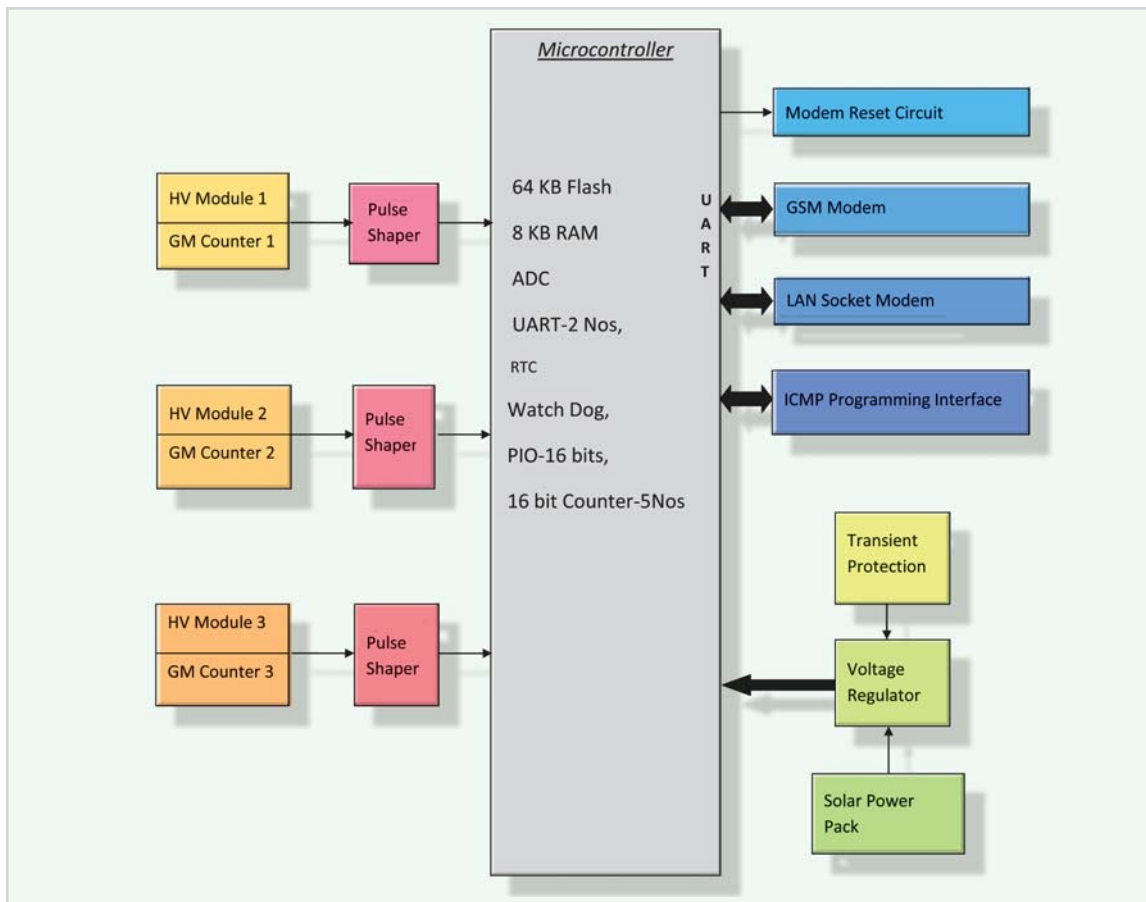 Microcontroller
64 KB Flash
8 KB RAM
ADC
UART-2 Nos,
RTC
Watch Dog,
PIO-16 bits,
16 bit Counter-5Nos
U
A
R
T
HV Module 1
GM Counter 1
Pulse
Shaper
HV Module 2
GM Counter 2
Pulse
Shaper
HV Module 3
GM Counter 3
Pulse
Shaper
Modem Reset Circuit
GSM Modem
LAN Socket Modem
ICMP Programming Interface
Transient
Protection
Voltage
Regulator
Solar Power
Pack